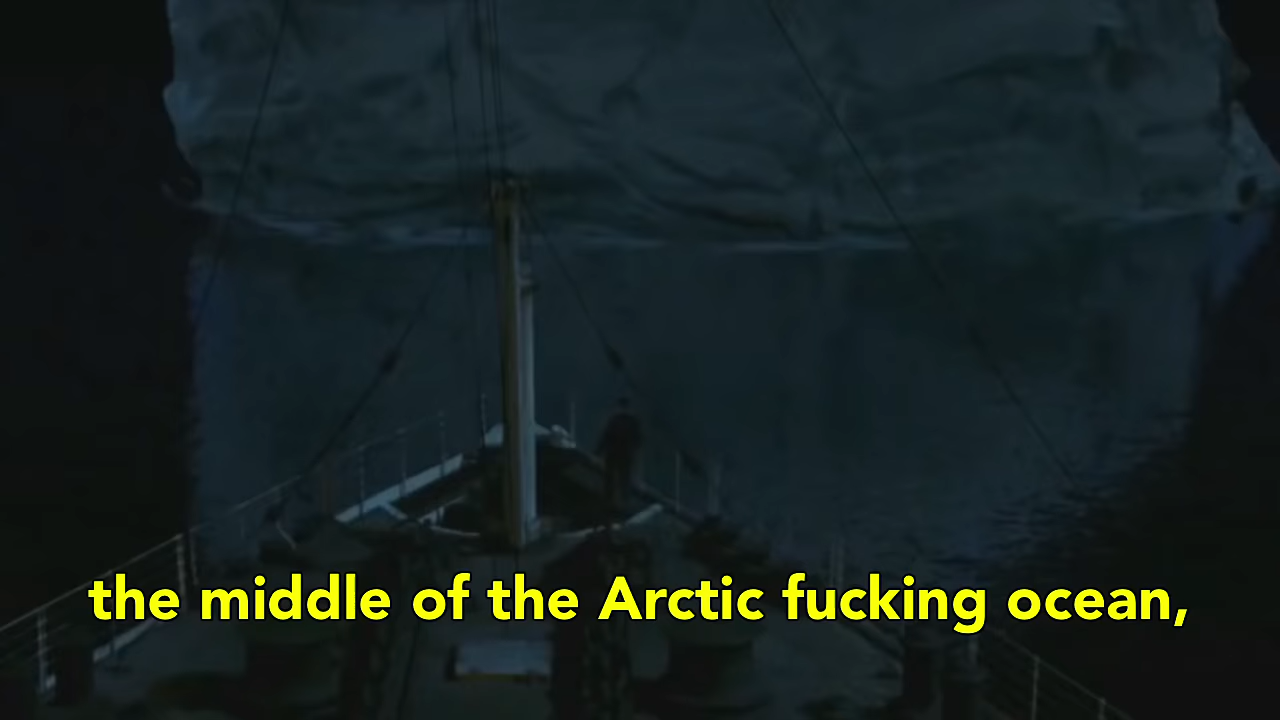 the middle of the Arctic fucking ocean,